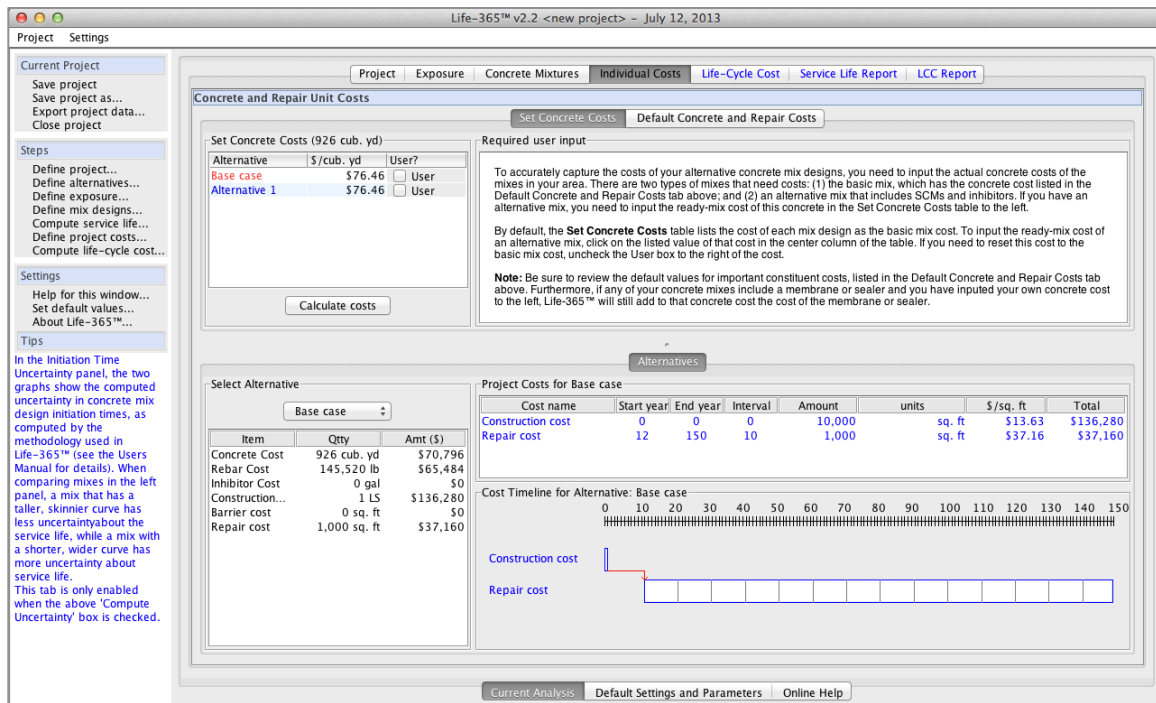 Life-365™ v2.2 <new project> – July 12, 2013
Project Settings
Current Project
Save project
Save project as...
Export project data...
Close project
Steps
Define project...
Define alternatives...
Define exposure...
Define mix designs...
Compute service life...
Define project costs...
Compute life-cycle cost...
Settings
Help for this window...
Set default values...
About Life-365™...
Tips
In the Initiation Time
Uncertainty panel, the two
graphs show the computed
uncertainty in concrete mix
design initiation times, as
computed by the
methodology used in
Life-365™ (see the Users
Manual for details). When
comparing mixes in the left
panel, a mix that has a
taller, skinnier curve has
less uncertaintyabout the
service life, while a mix with
a shorter, wider curve has
more uncertainty about
service life.
This tab is only enabled
when the above 'Compute
Uncertainty' box is checked.
Project Exposure Concrete Mixtures Individual Costs Life-Cycle Cost Service Life Report LCC Report
Concrete and Repair Unit Costs
Set Concrete Costs Default Concrete and Repair Costs
Set Concrete Costs (926 cub. yd)
Alternative $/cub. yd User?
Base case $76.46 User
Alternative 1 $76.46 User
Calculate costs
Required user input
To accurately capture the costs of your alternative concrete mix designs, you need to input the actual concrete costs of the
mixes in your area. There are two types of mixes that need costs: (1) the basic mix, which has the concrete cost listed in the
Default Concrete and Repair Costs tab above; and (2) an alternative mix that includes SCMs and inhibitors. If you have an
alternative mix, you need to input the ready-mix cost of this concrete in the Set Concrete Costs table to the left.
By default, the Set Concrete Costs table lists the cost of each mix design as the basic mix cost. To input the ready-mix cost of
an alternative mix, click on the listed value of that cost in the center column of the table. If you need to reset this cost to the
basic mix cost, uncheck the User box to the right of the cost.
Note: Be sure to review the default values for important constituent costs, listed in the Default Concrete and Repair Costs tab
above. Furthermore, if any of your concrete mixes include a membrane or sealer and you have inputed your own concrete cost
to the left, Life-365™ will still add to that concrete cost the cost of the membrane or sealer.
Alternatives
Select Alternative
Base case
Item Qtty Amt ($)
Concrete Cost 926 cub. yd $70,796
Rebar Cost 145,520 lb $65,484
Inhibitor Cost 0 gal $0
Construction... 1 LS $136,280
Barrier cost 0 sq. ft $0
Repair cost 1,000 sq. ft $37,160
Project Costs for Base case
Cost name Start year End year Interval Amount units $/sq. ft Total
Construction cost 0 0 0 10,000 sq. ft $13.63 $136,280
Repair cost 12 150 10 1,000 sq. ft $37.16 $37,160
Cost Timeline for Alternative: Base case
0 10 20 30 40 50 60 70 80 90 100 110 120 130 140 150
Construction cost
Repair cost
Current Analysis Default Settings and Parameters Online Help